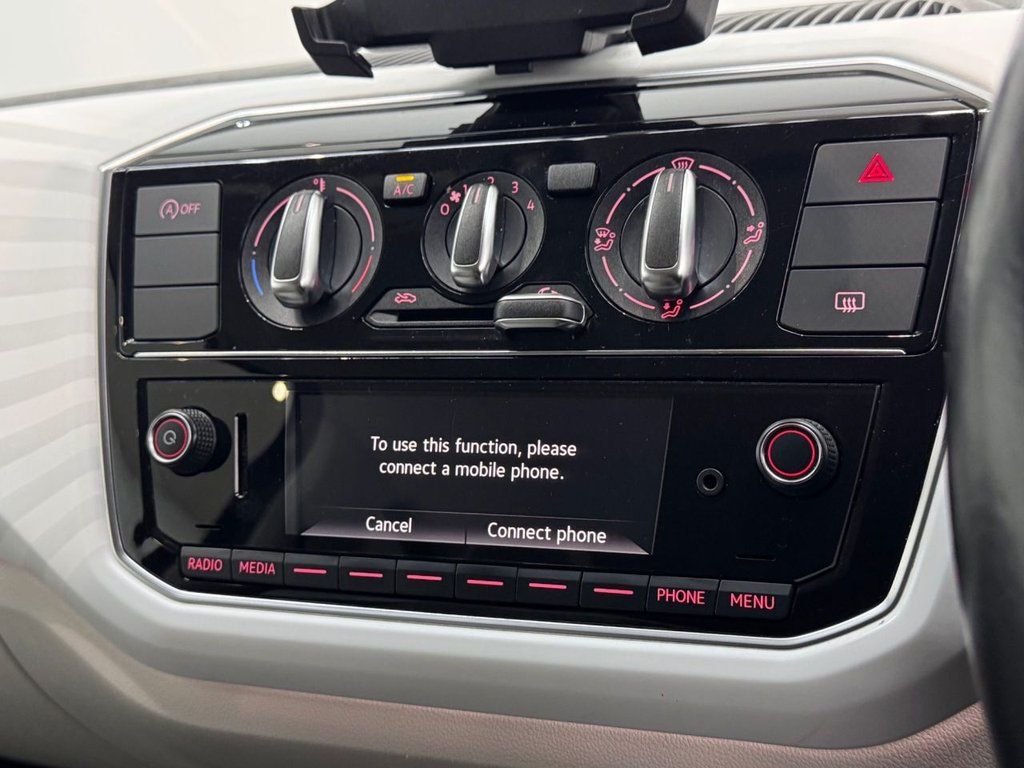 A OFF
A/C
0 1 2 3 4
To use this function, please
connect a mobile phone.
Cancel
Connect phone
RADIO MEDIA PHONE MENU